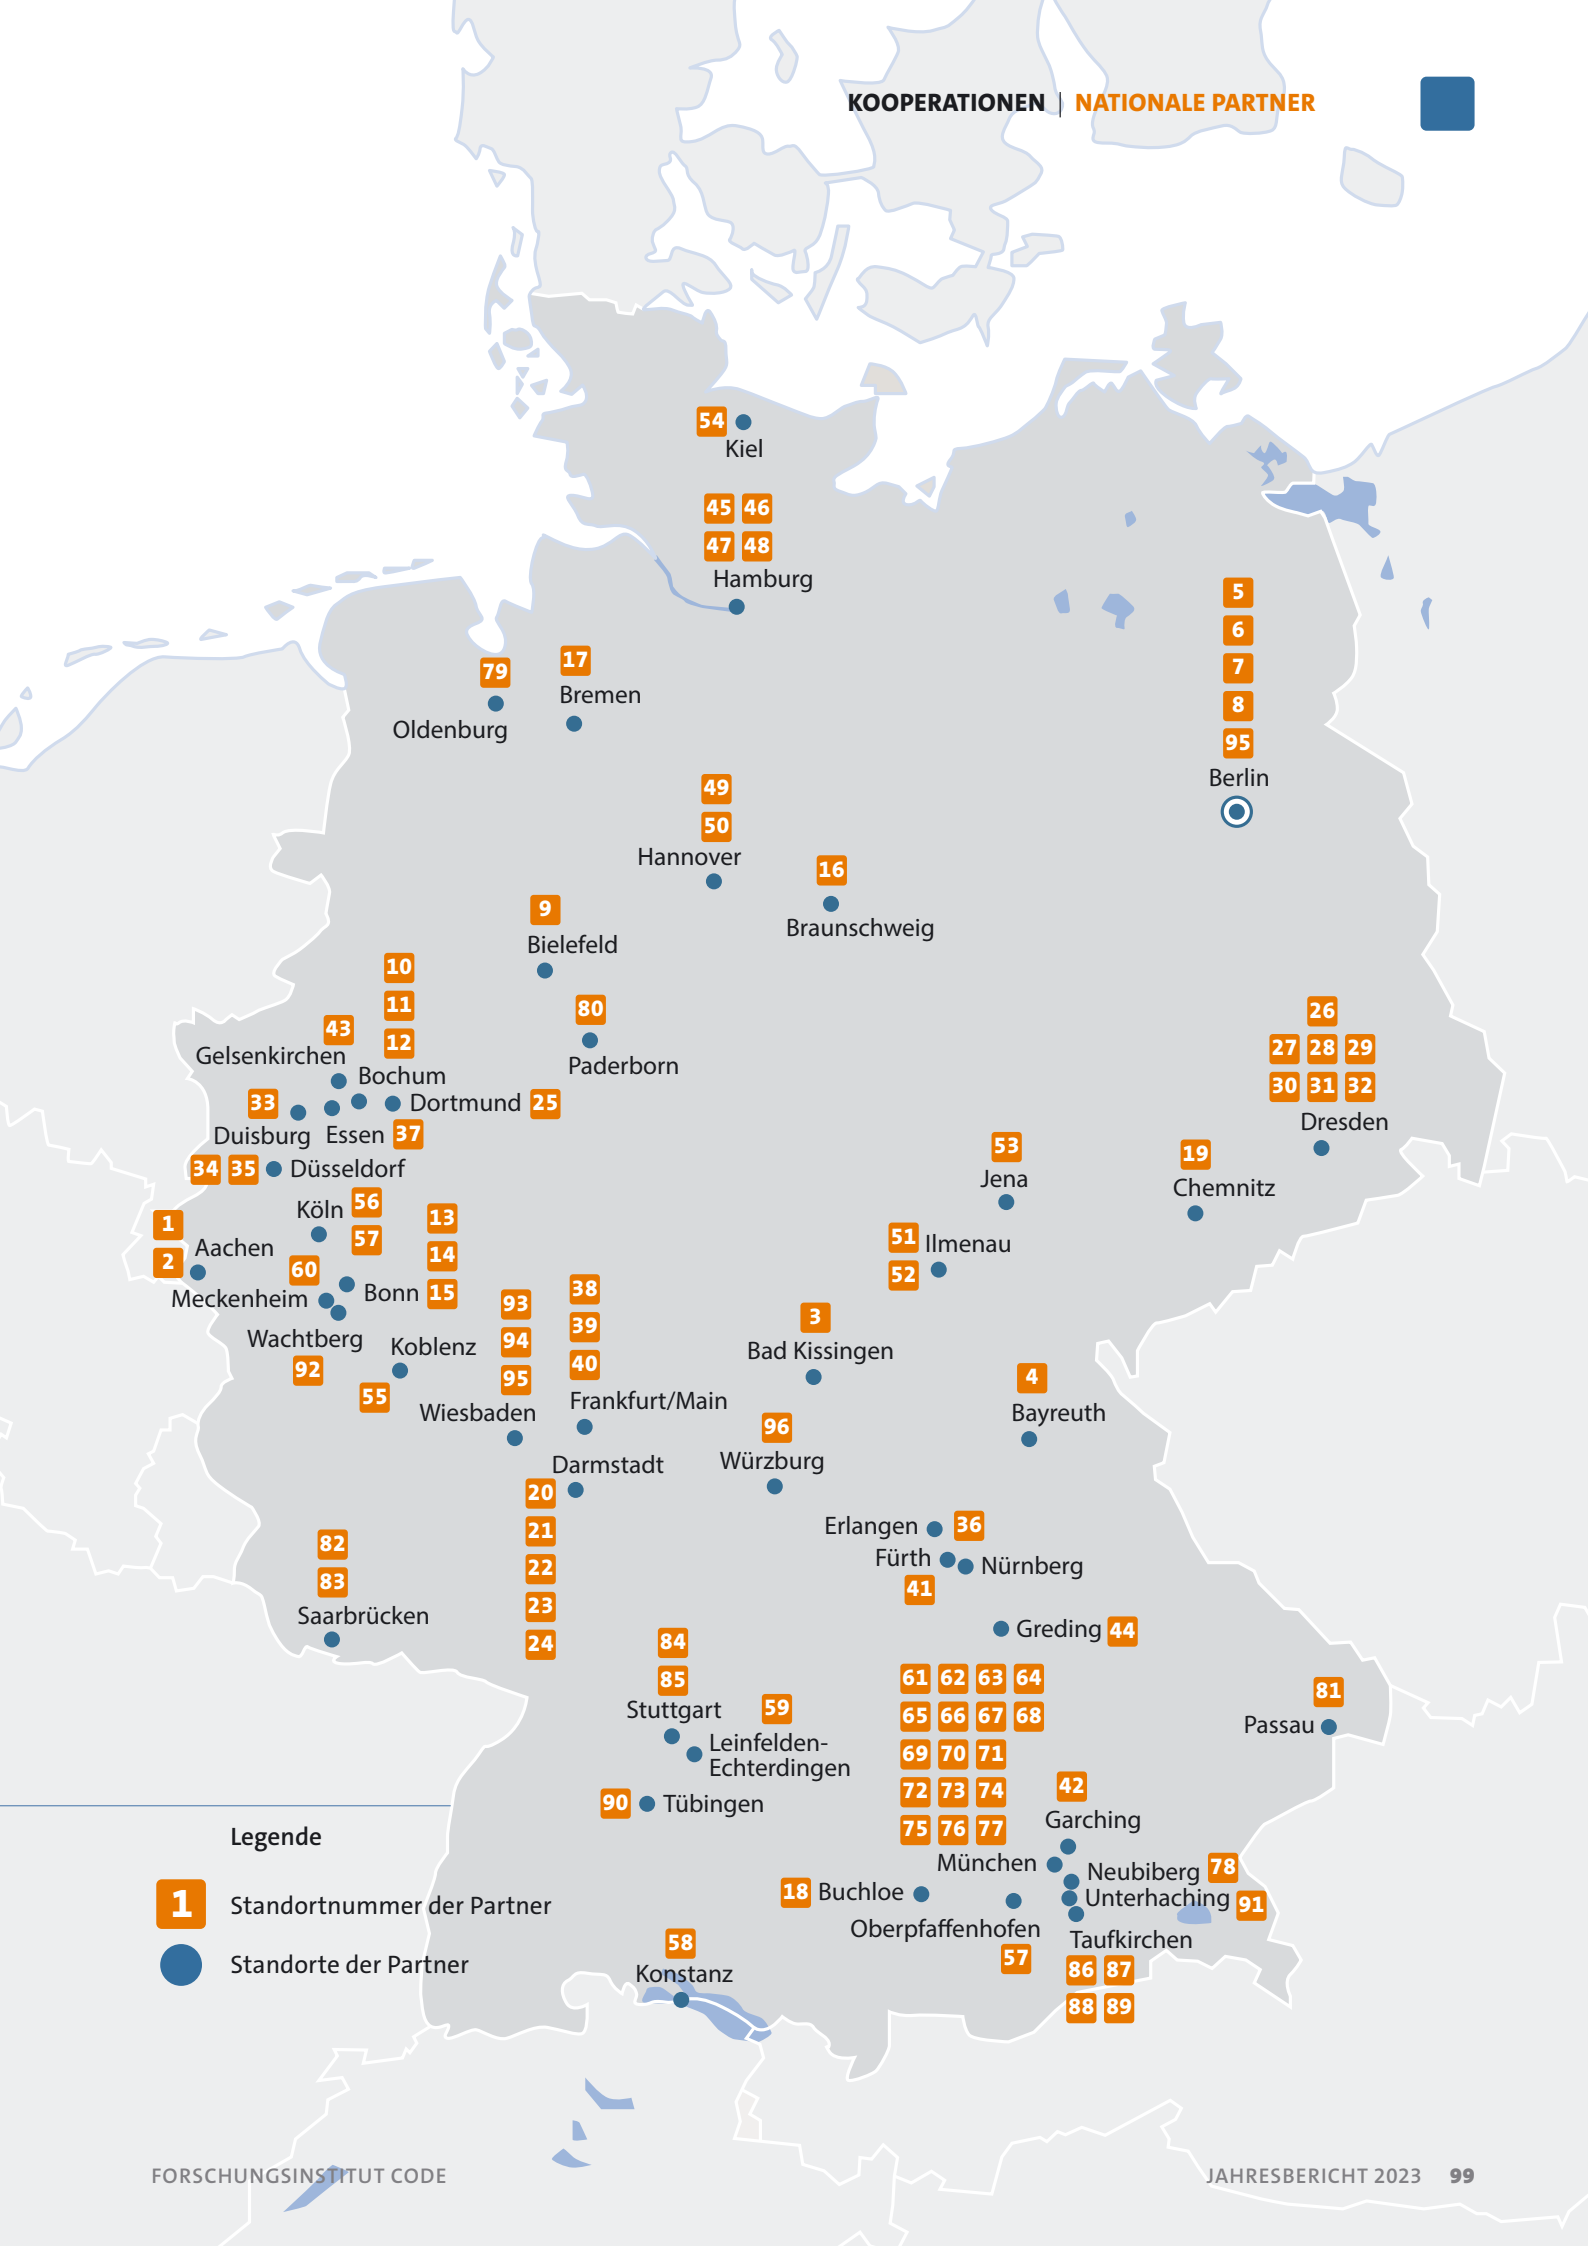 KOOPERATIONEN | NATIONALE PARTNER
54
Kiel
45 46
47 48
Hamburg
5
6
7
8
95
Berlin
79
Oldenburg
17
Bremen
49
50
Hannover
16
Braunschweig
9
Bielefeld
80
Paderborn
10
11
12
Bochum
43
Gelsenkirchen
33
Duisburg
Dortmund 25
Essen 37
34 35 Düsseldorf
26
27 28 29
30 31 32
Dresden
53
Jena
19
Chemnitz
51
52
Ilmenau
Köln 56
57
1
2
Aachen
13
14
15
Bonn
60
Meckenheim
Wachtberg
92
Koblenz
55
93
94
95
Wiesbaden
38
39
40
Frankfurt/Main
3
Bad Kissingen
4
Bayreuth
96
Würzburg
Darmstadt
20
21
22
23
24
Erlangen 36
Fürth
41
Nürnberg
82
83
Saarbrücken
Greding 44
84
85
Stuttgart
59
Leinfelden-
Echterdingen
90 Tübingen
61 62 63 64
65 66 67 68
69 70 71
72 73 74
75 76 77
München
81
Passau
42
Garching
Neubiberg 78
Unterhaching 91
18 Buchloe
Oberpfaffenhofen
57
Taufkirchen
86 87
88 89
58
Konstanz
Legende
1 Standortnummer der Partner
Standorte der Partner
FORSCHUNGSINSTITUT CODE
JAHRESBERICHT 2023 99